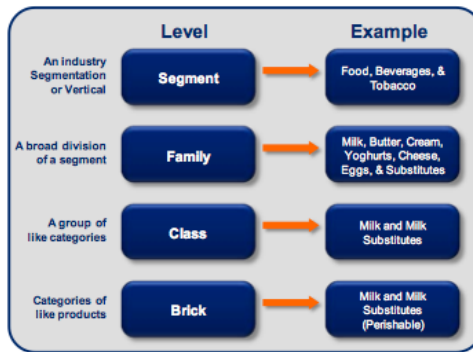 Level
Example
An industry
Segmentation
or Vertical
Segment
Food, Beverages, &
Tobacco
A broad division
of a segment
Family
Milk, Butter, Cream,
Yoghurts, Cheese,
Eggs, & Substitutes
A group of
like categories
Class
Milk and Milk
Substitutes
Categories of
like products
Brick
Milk and Milk
Substitutes
(Perishable)